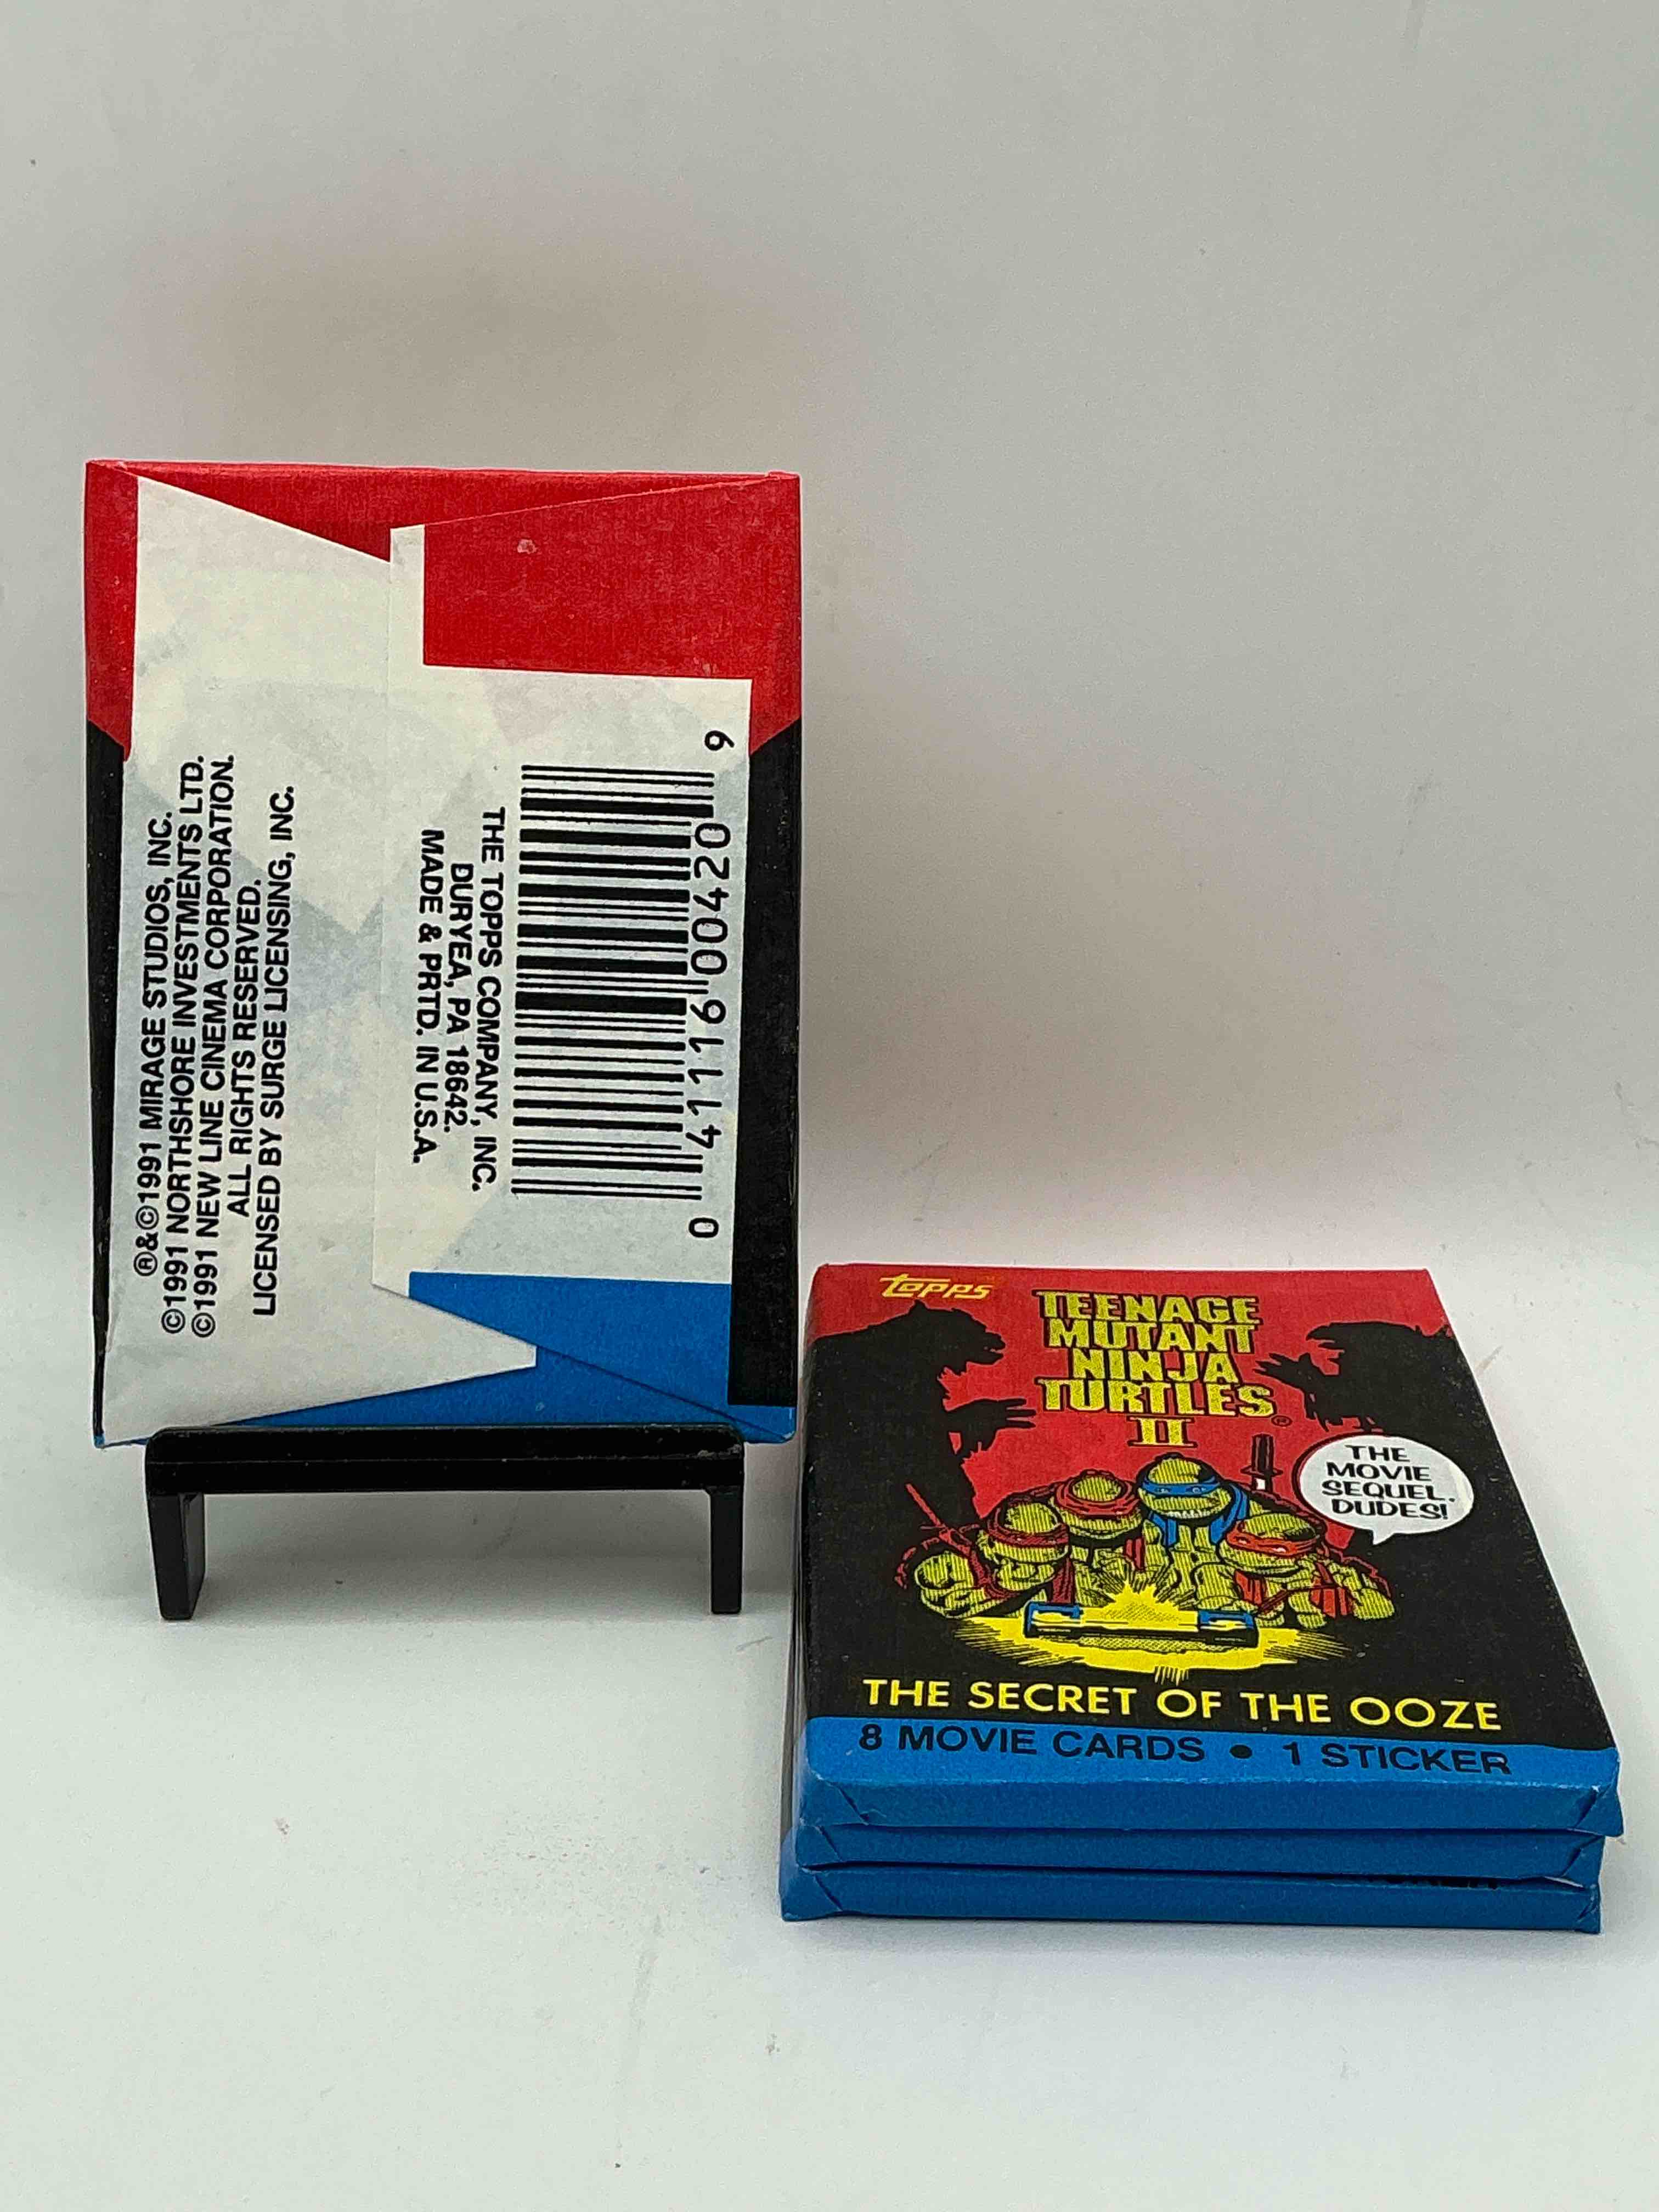 ®&©1991 MIRAGE STUDIOS, INC.
©1991 NORTHSHORE INVESTMENTS LTD.
©1991 NEW LINE CINEMA CORPORATION.
ALL RIGHTS RESERVED.
LICENSED BY SURGE LICENSING, INC.
THE TOPPS COMPANY, INC.
DURYEA, PA 18642.
MADE & PRTD. IN U.S.A.
0 41116 00420 9
topps
TEENAGE
MUTANT
NINJA
TURTLES®
II
THE
MOVIE
SEQUEL,
DUDES!
THE SECRET OF THE OOZE
8 MOVIE CARDS • 1 STICKER